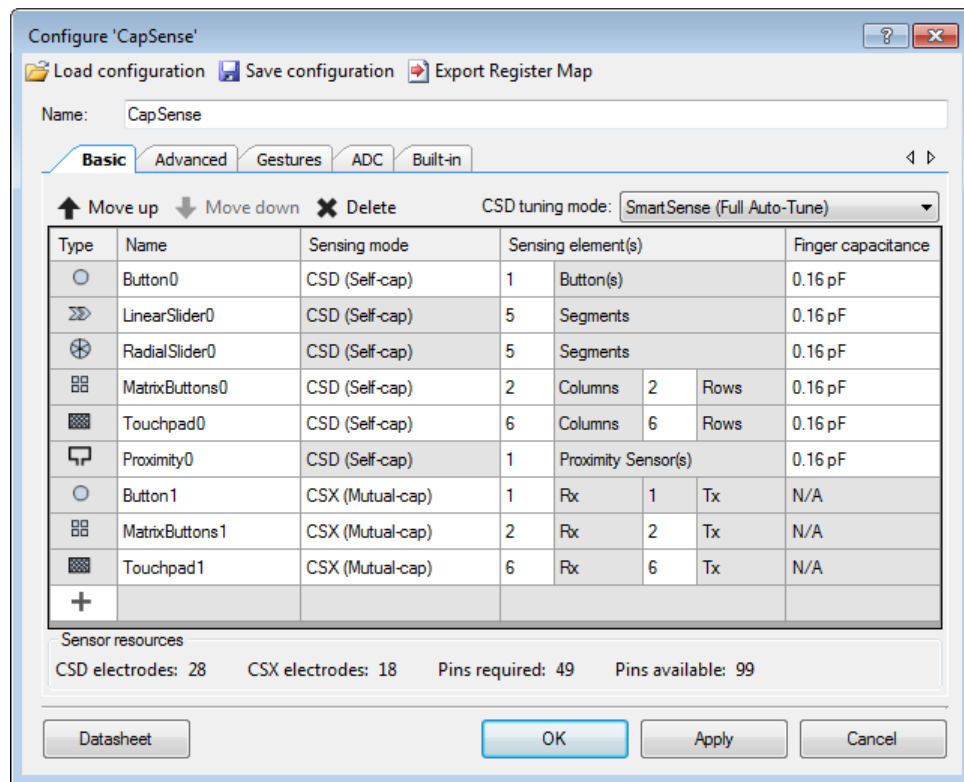 Configure 'CapSense'
Load configuration Save configuration Export Register Map
Name: CapSense
Basic Advanced Gestures ADC Built-in
Move up Move down Delete CSD tuning mode: SmartSense (Full Auto-Tune)
Type Name Sensing mode Sensing element(s) Finger capacitance
Button0 CSD (Self-cap) 1 Button(s) 0.16 pF
LinearSlider0 CSD (Self-cap) 5 Segments 0.16 pF
RadialSlider0 CSD (Self-cap) 5 Segments 0.16 pF
MatrixButtons0 CSD (Self-cap) 2 Columns 2 Rows 0.16 pF
Touchpad0 CSD (Self-cap) 6 Columns 6 Rows 0.16 pF
Proximity0 CSD (Self-cap) 1 Proximity Sensor(s) 0.16 pF
Button1 CSX (Mutual-cap) 1 Rx 1 Tx N/A
MatrixButtons1 CSX (Mutual-cap) 2 Rx 2 Tx N/A
Touchpad1 CSX (Mutual-cap) 6 Rx 6 Tx N/A
Sensor resources
CSD electrodes: 28 CSX electrodes: 18 Pins required: 49 Pins available: 99
Datasheet OK Apply Cancel